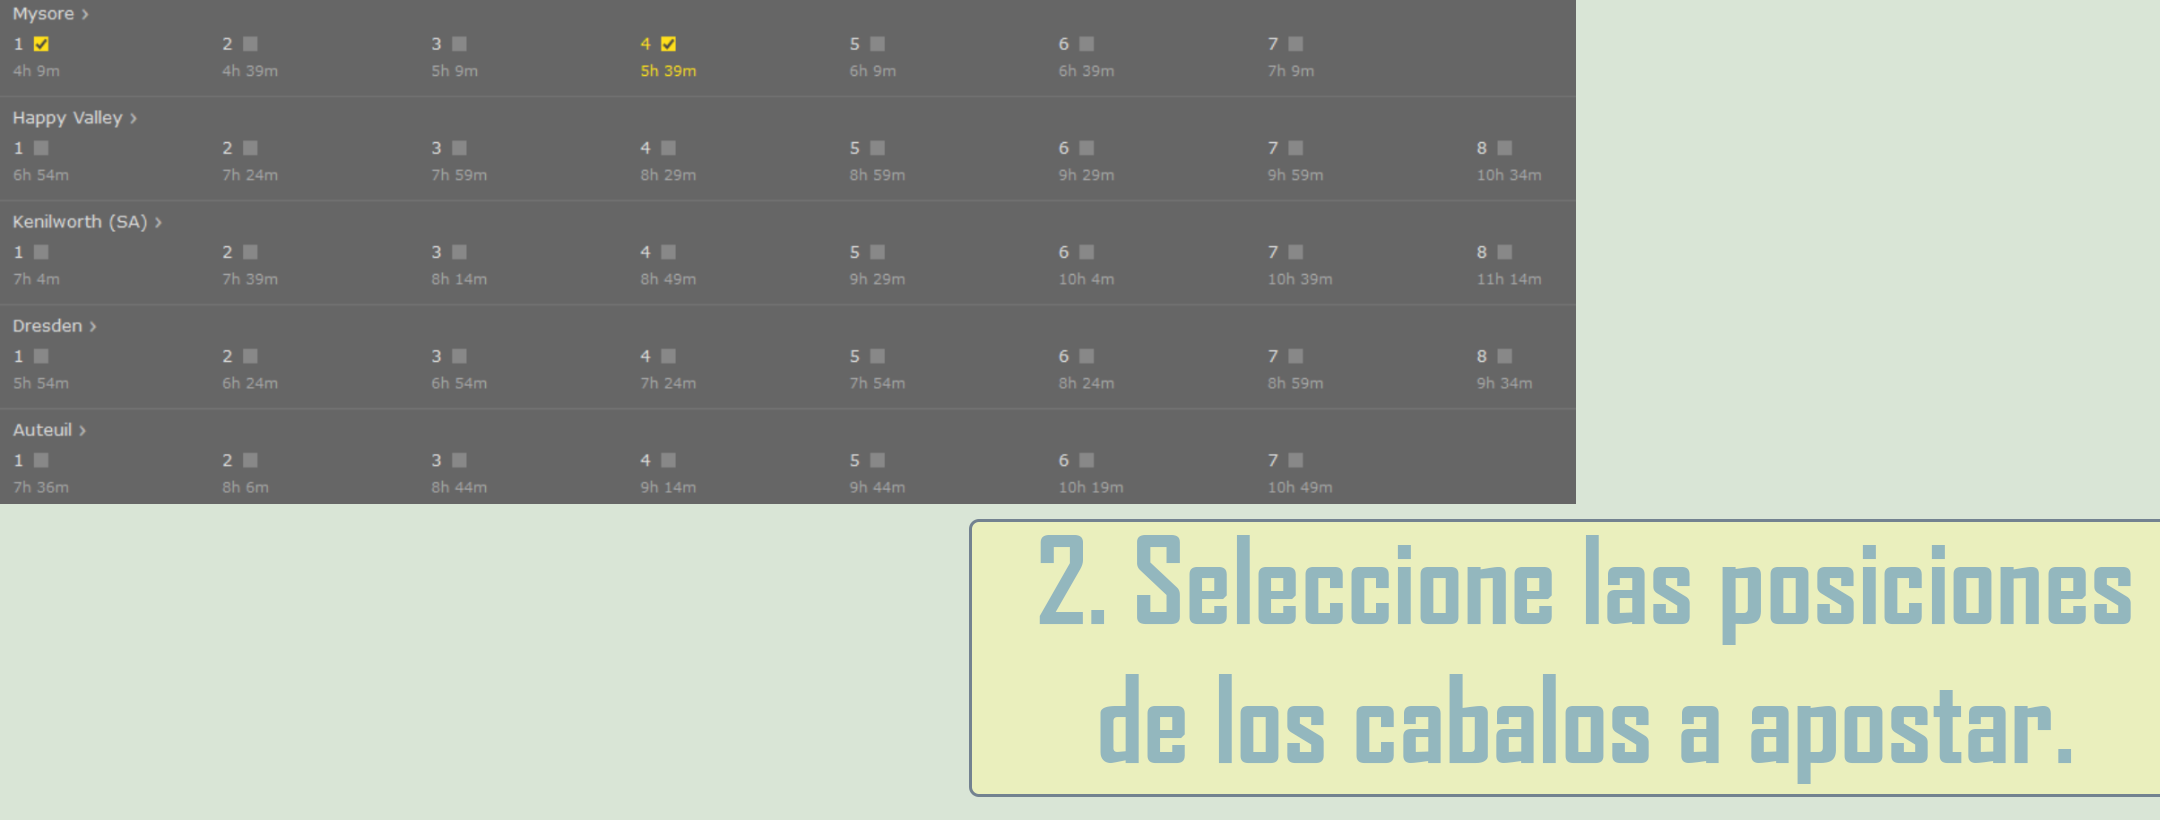 Mysore >
1 2 3 4 5 6 7
4h 9m 4h 39m 5h 9m 5h 39m 6h 9m 6h 39m 7h 9m
Happy Valley >
1 2 3 4 5 6 7 8
6h 54m 7h 24m 7h 59m 8h 29m 8h 59m 9h 29m 9h 59m 10h 34m
Kenilworth (SA) >
1 2 3 4 5 6 7 8
7h 4m 7h 39m 8h 14m 8h 49m 9h 29m 10h 4m 10h 39m 11h 14m
Dresden >
1 2 3 4 5 6 7 8
5h 54m 6h 24m 6h 54m 7h 24m 7h 54m 8h 24m 8h 59m 9h 34m
Auteuil >
1 2 3 4 5 6 7
7h 36m 8h 6m 8h 44m 9h 14m 9h 44m 10h 19m 10h 49m
2. Seleccione las posiciones
de los cabalos a apostar.